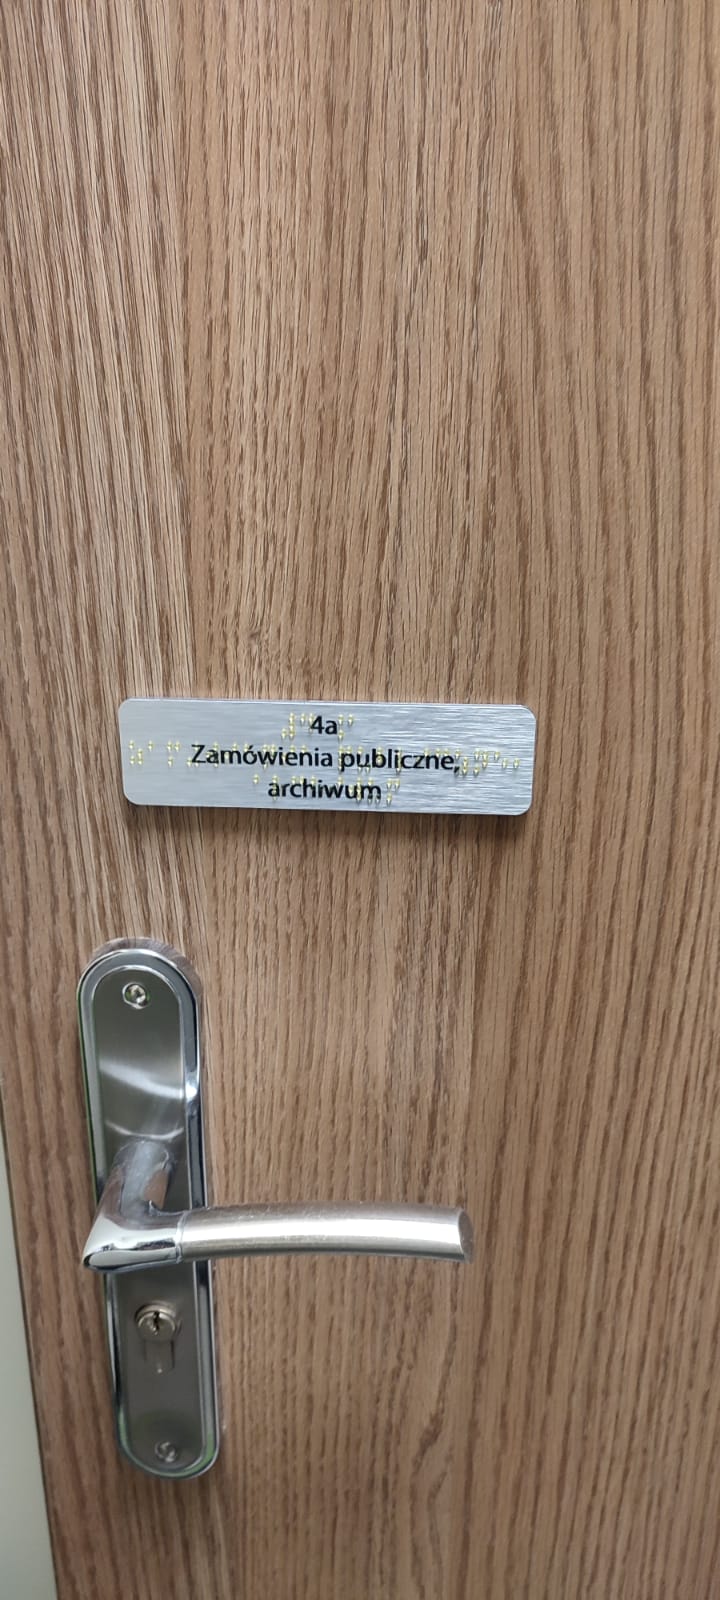 4a
Zamówienia publiczne,
archiwum